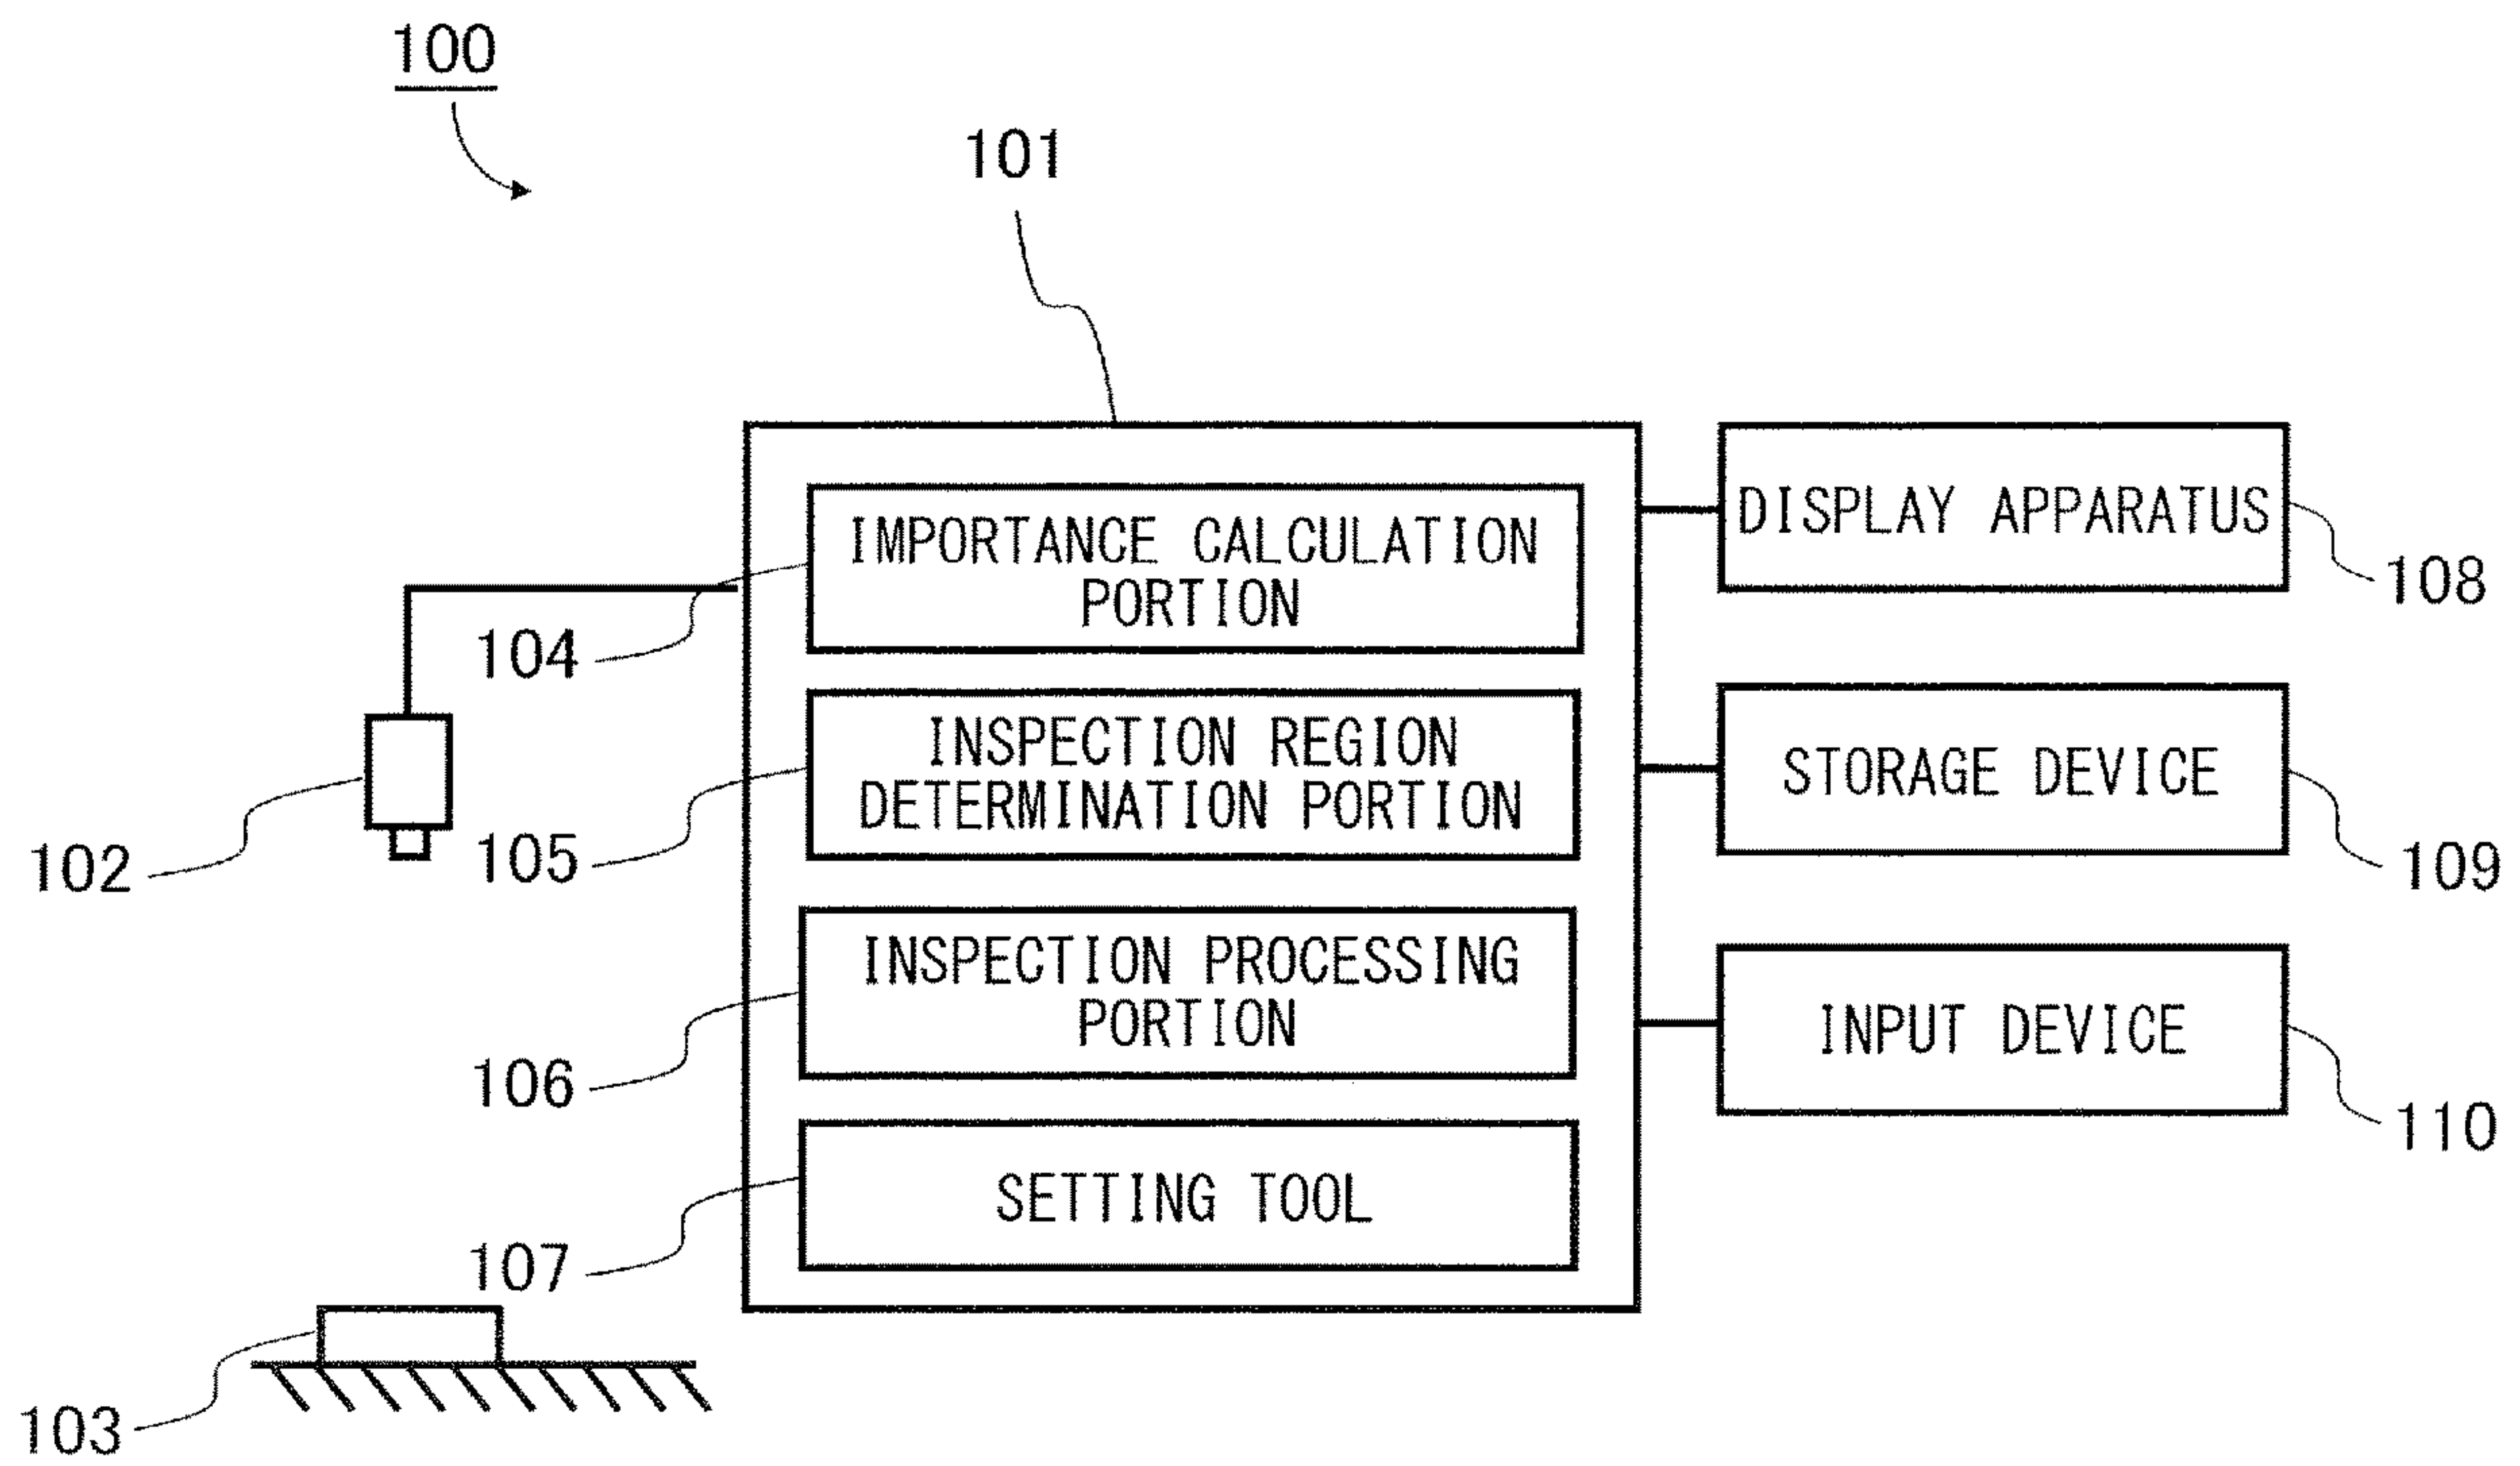 100
101
IMPORTANCE CALCULATION
PORTION
DISPLAY APPARATUS
108
104
INSPECTION REGION
DETERMINATION PORTION
STORAGE DEVICE
102
105
109
INSPECTION PROCESSING
PORTION
INPUT DEVICE
106
110
SETTING TOOL
107
103